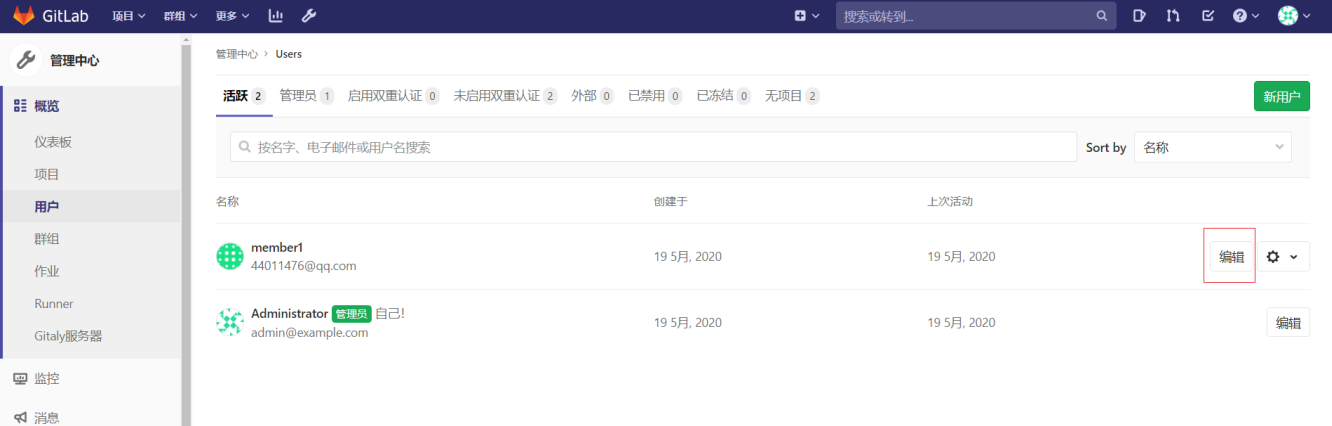 GitLab 项目 群组 更多 搜索或转到...
管理中心
概览
仪表板
项目
用户
群组
作业
Runner
Gitaly服务器
监控
消息
管理中心 > Users
活跃 2 管理员 1 启用双重认证 0 未启用双重认证 2 外部 0 已禁用 0 已冻结 0 无项目 2 新用户
按名字、电子邮件或用户名搜索 Sort by 名称
名称 创建于 上次活动
member1
44011476@qq.com 19 5月, 2020 19 5月, 2020 编辑
Administrator 管理员 自己!
admin@example.com 19 5月, 2020 19 5月, 2020 编辑